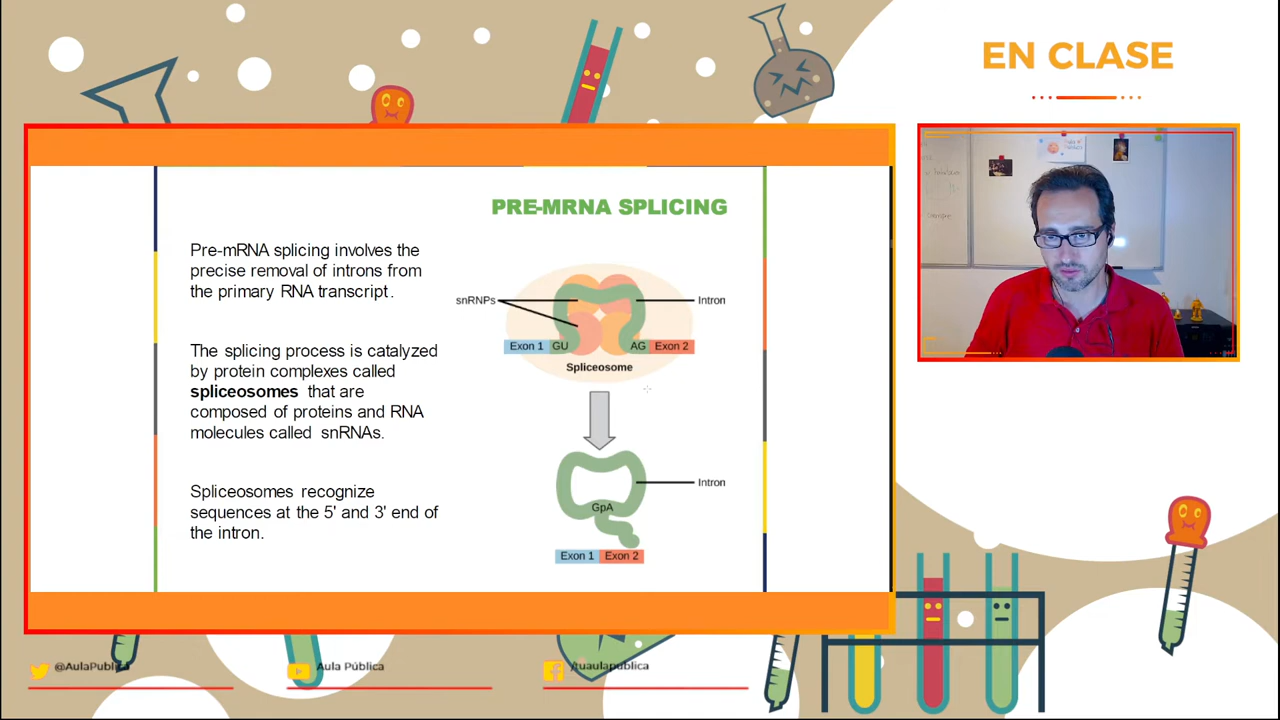 EN CLASE
PRE-MRNA SPLICING
Pre-mRNA splicing involves the
precise removal of introns from
the primary RNA transcript.
The splicing process is catalyzed
by protein complexes called
spliceosomes that are
composed of proteins and RNA
molecules called snRNAs.
Spliceosomes recognize
sequences at the 5' and 3' end of
the intron.
snRNPs
Intron
Exon 1 GU
AG Exon 2
Spliceosome
Intron
GpA
Exon 1 Exon 2
@AulaPublica
Aula Pública
/tuaulapublica